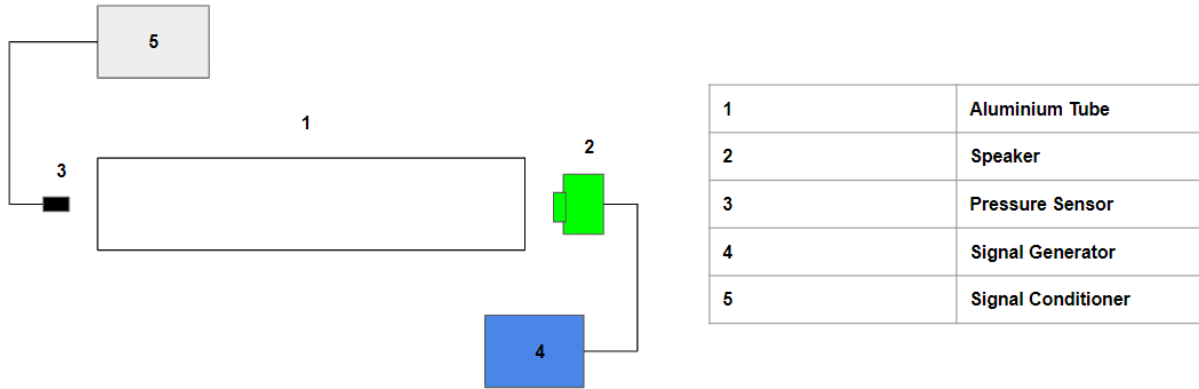 5
1
2
3
4
1 Aluminium Tube
2 Speaker
3 Pressure Sensor
4 Signal Generator
5 Signal Conditioner